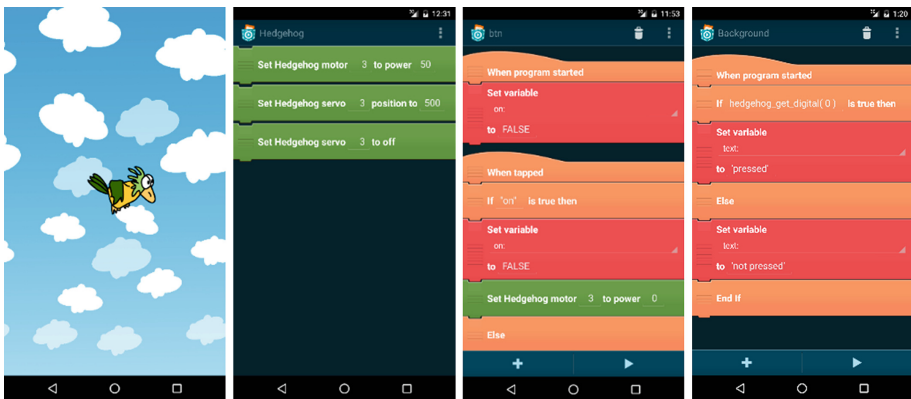 12:31
Hedgehog
Set Hedgehog motor 3 to power 50
Set Hedgehog servo 3 position to 500
Set Hedgehog servo 3 to off
11:53
btn
When program started
Set variable
on:
to FALSE
When tapped
If "on" is true then
Set variable
on:
to FALSE
Set Hedgehog motor 3 to power 0
Else
1:20
Background
When program started
If hedgehog_get_digital( 0 ) is true then
Set variable
text:
to 'pressed'
Else
Set variable
text:
to 'not pressed'
End If